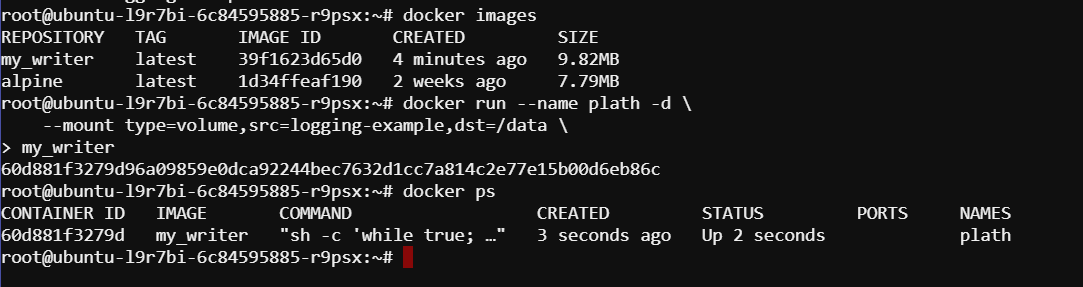 root@ubuntu-l9r7bi-6c84595885-r9psx:~# docker images
REPOSITORY   TAG       IMAGE ID       CREATED         SIZE
my_writer    latest    39f1623d65d0   4 minutes ago   9.82MB
alpine       latest    1d34ffeaf190   2 weeks ago     7.79MB
root@ubuntu-l9r7bi-6c84595885-r9psx:~# docker run --name plath -d \
    --mount type=volume,src=logging-example,dst=/data \
> my_writer
60d881f3279d96a09859e0dca92244bec7632d1cc7a814c2e77e15b00d6eb86c
root@ubuntu-l9r7bi-6c84595885-r9psx:~# docker ps
CONTAINER ID   IMAGE       COMMAND                  CREATED         STATUS         PORTS     NAMES
60d881f3279d   my_writer   "sh -c 'while true; …"   3 seconds ago   Up 2 seconds             plath
root@ubuntu-l9r7bi-6c84595885-r9psx:~#